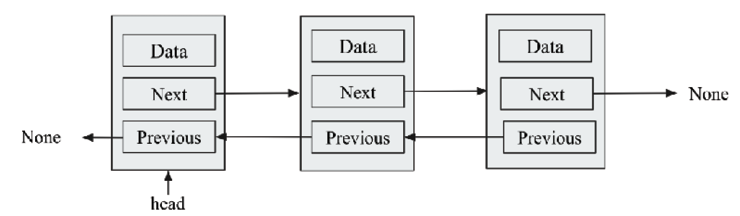 Data Data Data
Next Next Next None
None Previous Previous Previous
head